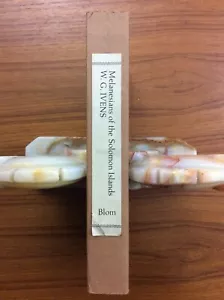 Melanesians of the Solomon Islands
W. G. IVENS
Blom